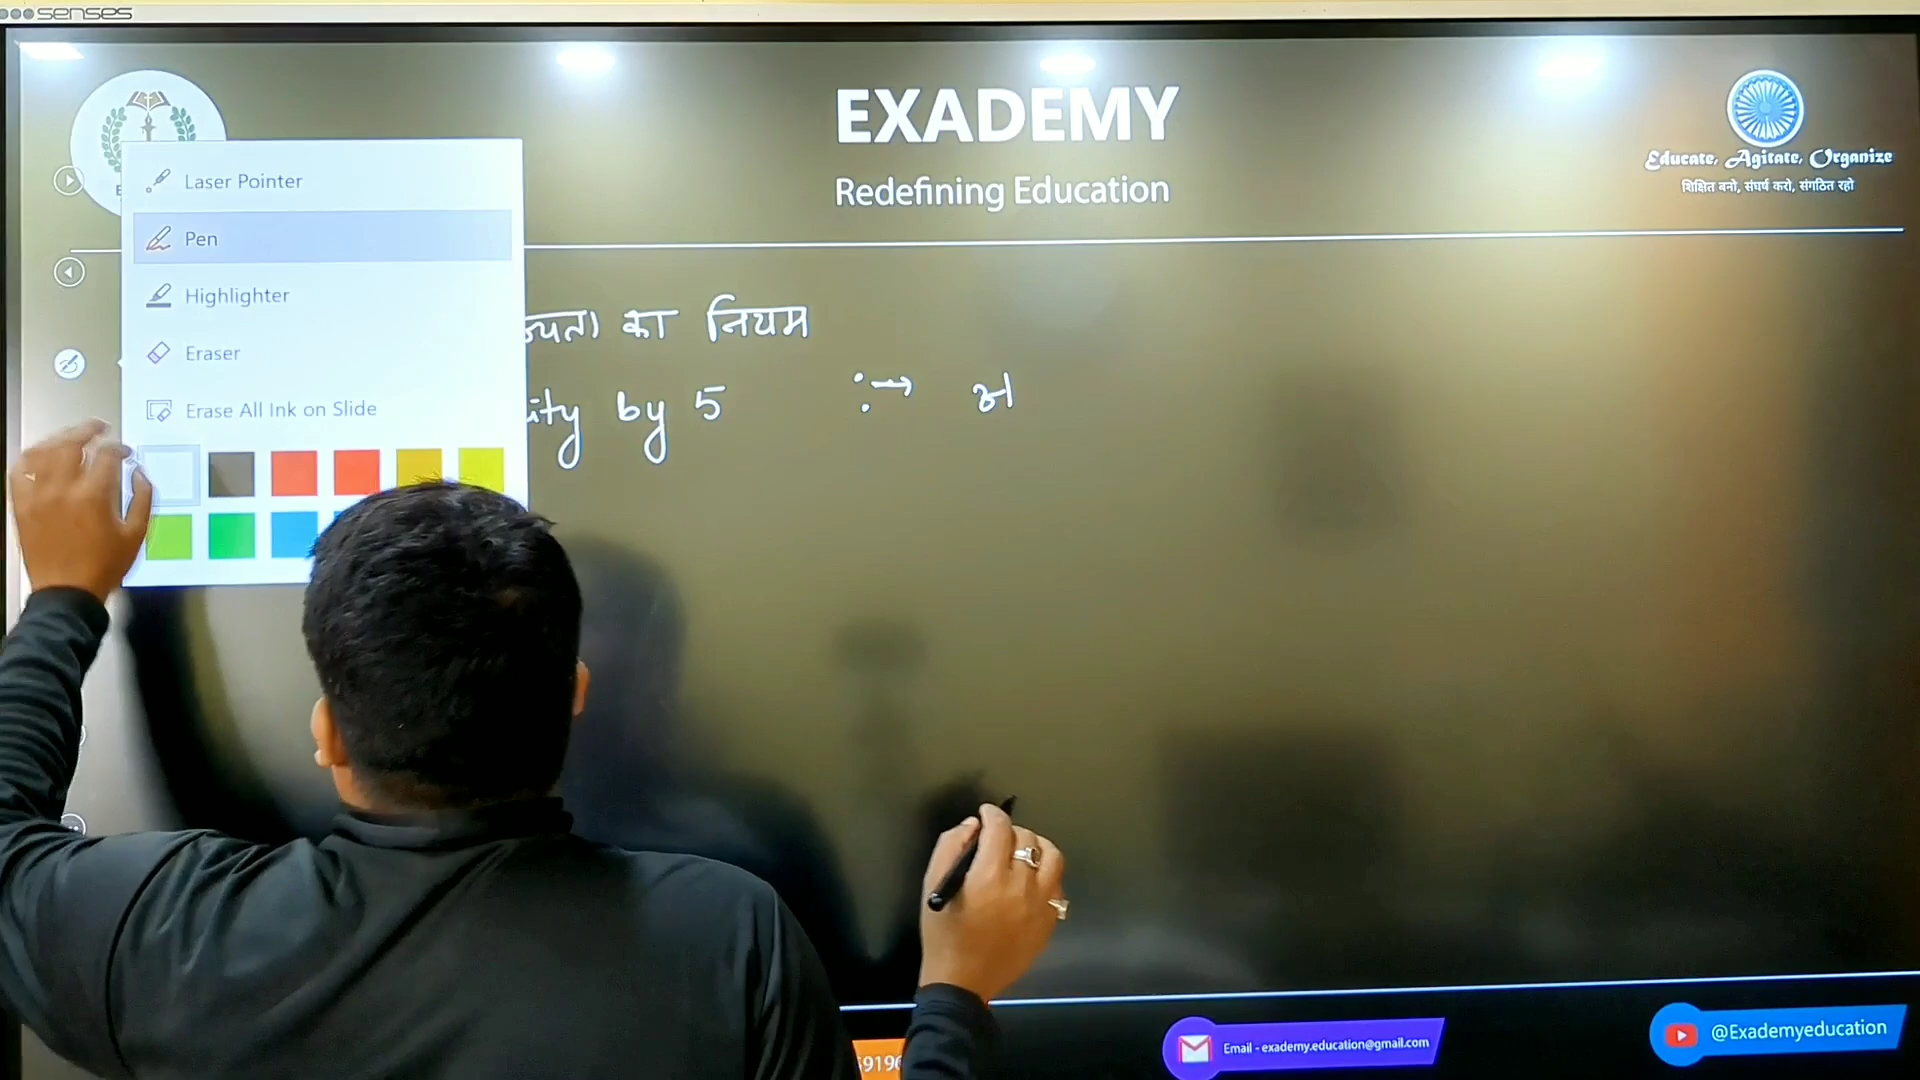 senses
EXADEMY
Redefining Education
Educate, Agitate, Organize
शिक्षित बनो, संघर्ष करो, संगठित रहो
Laser Pointer
Pen
Highlighter
Eraser
Erase All Ink on Slide
का नियम
by 5 :→ अ
Email - exademy.education@gmail.com
@Exademyeducation